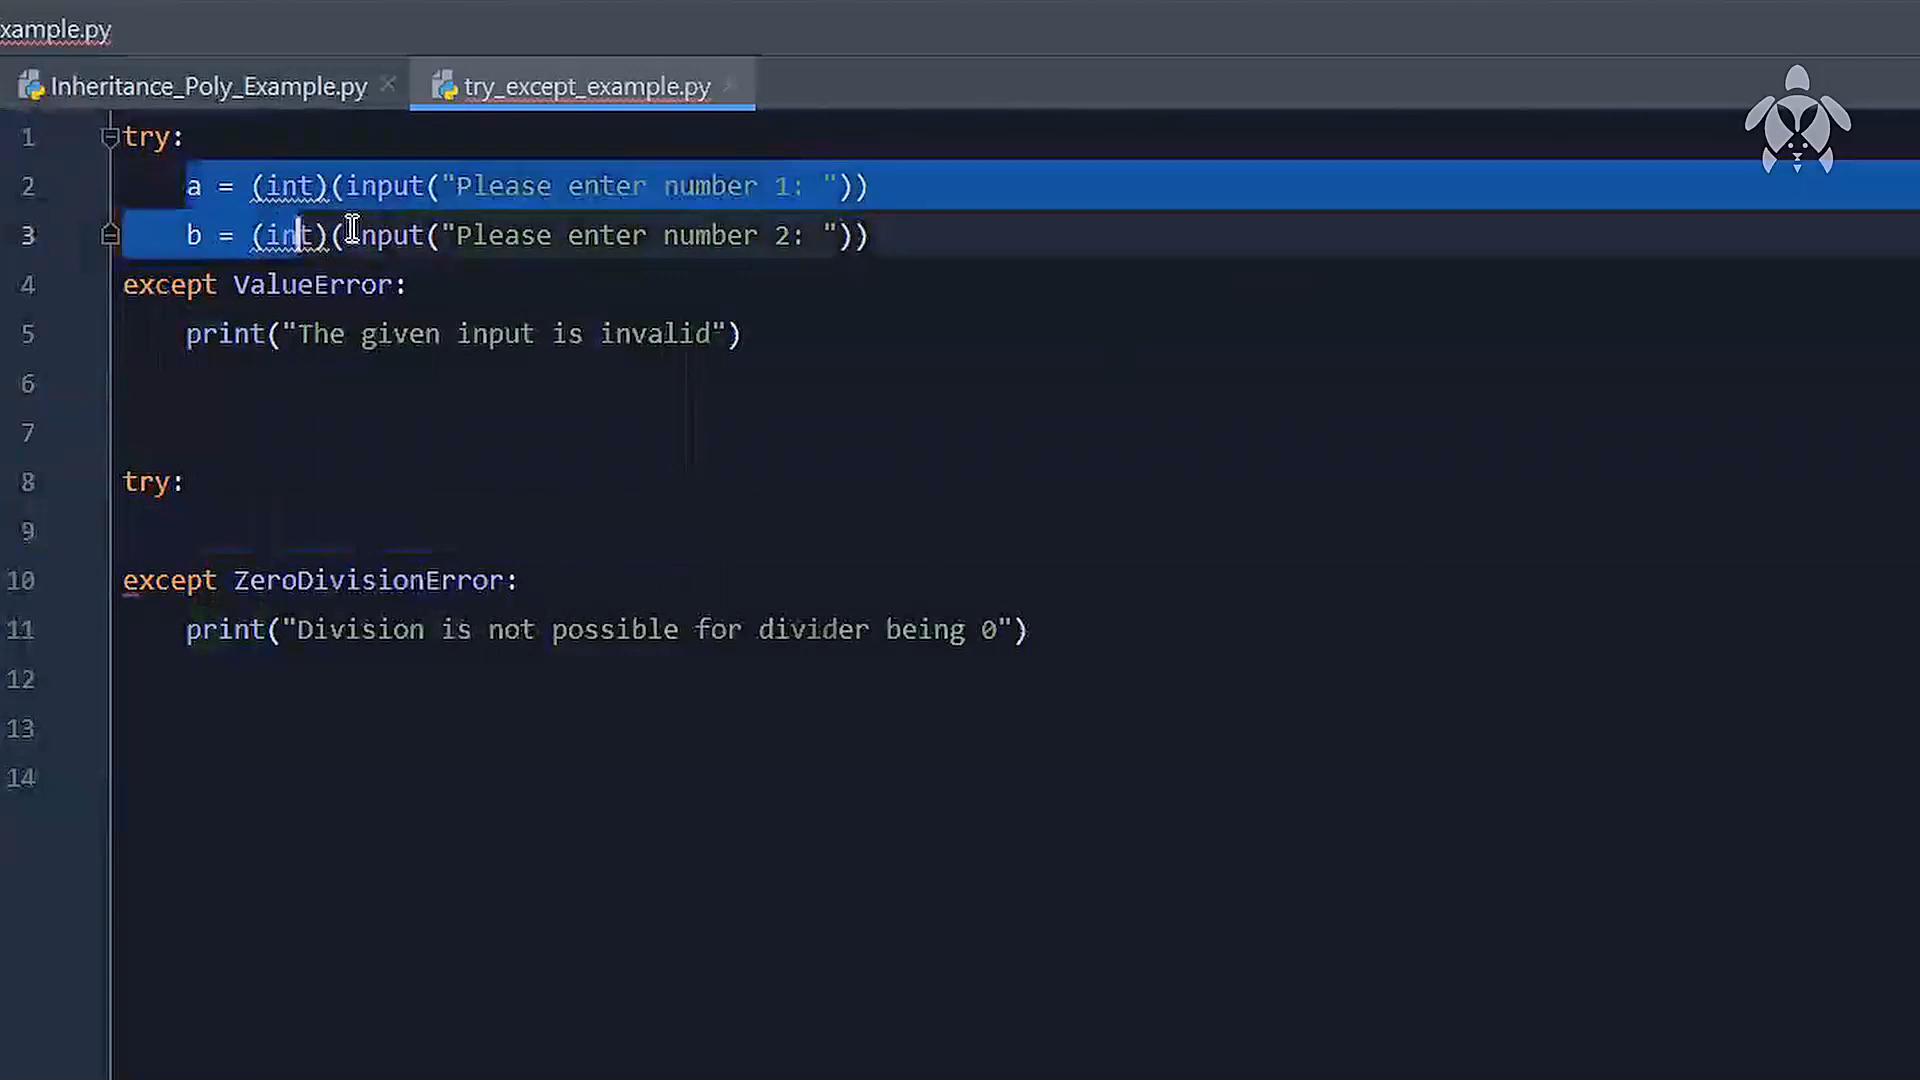 xample.py
Inheritance_Poly_Example.py
try_except_example.py
1 try:
2 a = (int)(input("Please enter number 1: "))
3 b = (int)(input("Please enter number 2: "))
4 except ValueError:
5 print("The given input is invalid")
6
7
8 try:
9
10 except ZeroDivisionError:
11 print("Division is not possible for divider being 0")
12
13
14